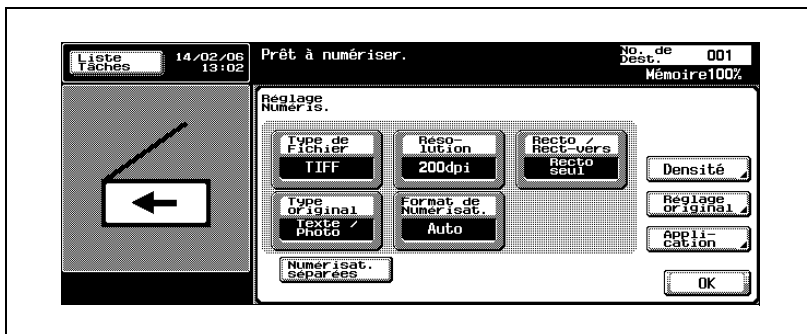 Liste
Tâches
14/02/06
13:02
Prêt à numériser.
No. de
Dest.
001
Mémoire100%
Réglage
Numéris.
Type de
Fichier
TIFF
Réso-
lution
200dpi
Recto /
Rect-vers
Recto
seul
Densité
Type
original
Texte /
Photo
Format de
Numérisat.
Auto
Réglage
original
Appli-
cation
Numérisat.
séparées
OK